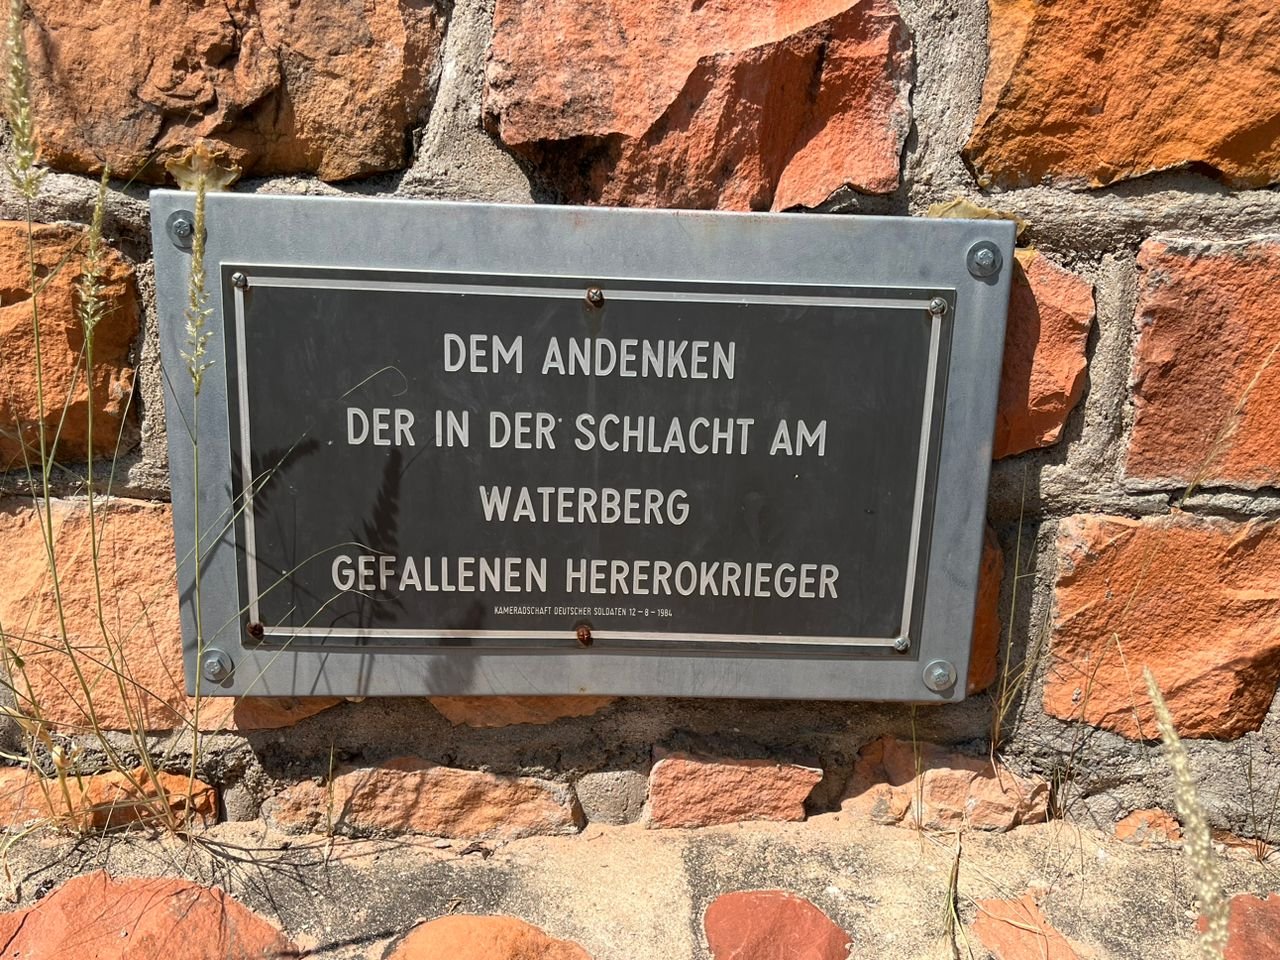 DEM ANDENKEN
DER IN DER SCHLACHT AM
WATERBERG
GEFALLENEN HEREROKRIEGER
KAMERADSCHAFT DEUTSCHER SOLDATEN 12-8-1984